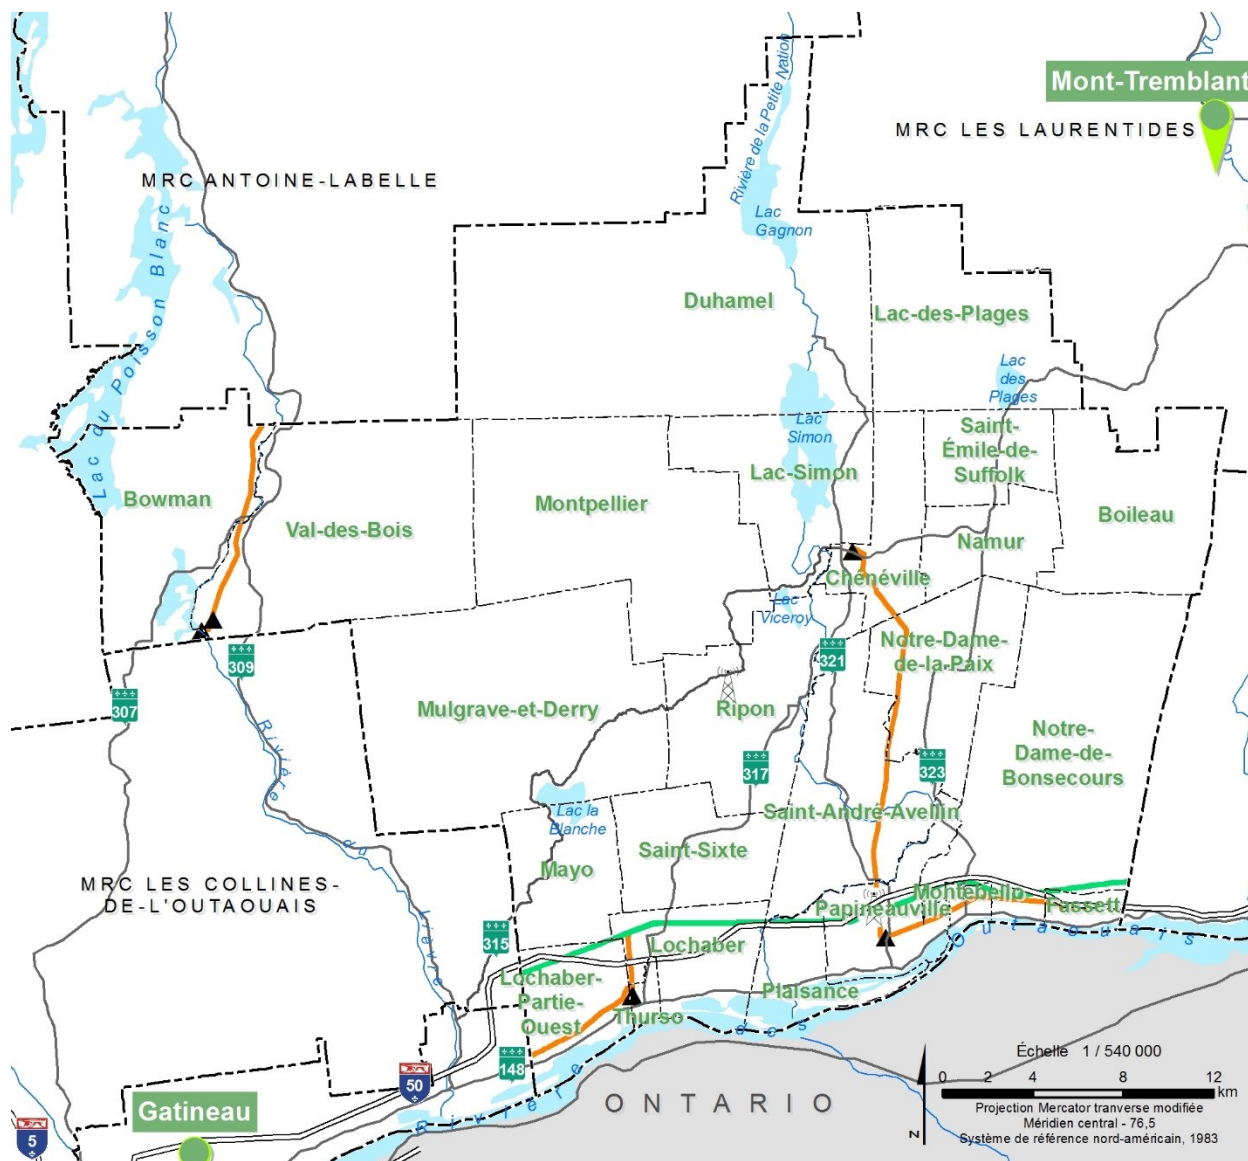 Mont-Tremblant
MRC LES LAURENTIDES
Rivière de la Petite Nation
MRC ANTOINE-LABELLE
Lac
Gagnon
Lac du Poisson Blanc
Duhamel
Lac-des-Plages
Lac
des
Plages
Lac
Simon
Saint-
Émile-de-
Suffolk
Lac-Simon
Bowman
Montpellier
Boileau
Val-des-Bois
Namur
Chénéville
Lac
Viceroy
Notre-Dame-
de-la-Paix
321
309
307
Mulgrave-et-Derry
Ripon
Notre-
Dame-de-
Bonsecours
Rivière du Lièvre
317
323
Lac la
Blanche
Saint-André-Avellin
Saint-Sixte
Mayo
MRC LES COLLINES-
DE-L'OUTAOUAIS
Montebello
Fassett
Papineauville
315
Lochaber
Lochaber-
Partie-
Ouest
Plaisance
Thurso
148
50
Rivière des Outaouais
Gatineau
5
ONTARIO
Échelle 1 / 540 000
0 2 4 8 12
km
N
Projection Mercator tranverse modifiée
Méridien central - 76,5
Système de référence nord-américain, 1983